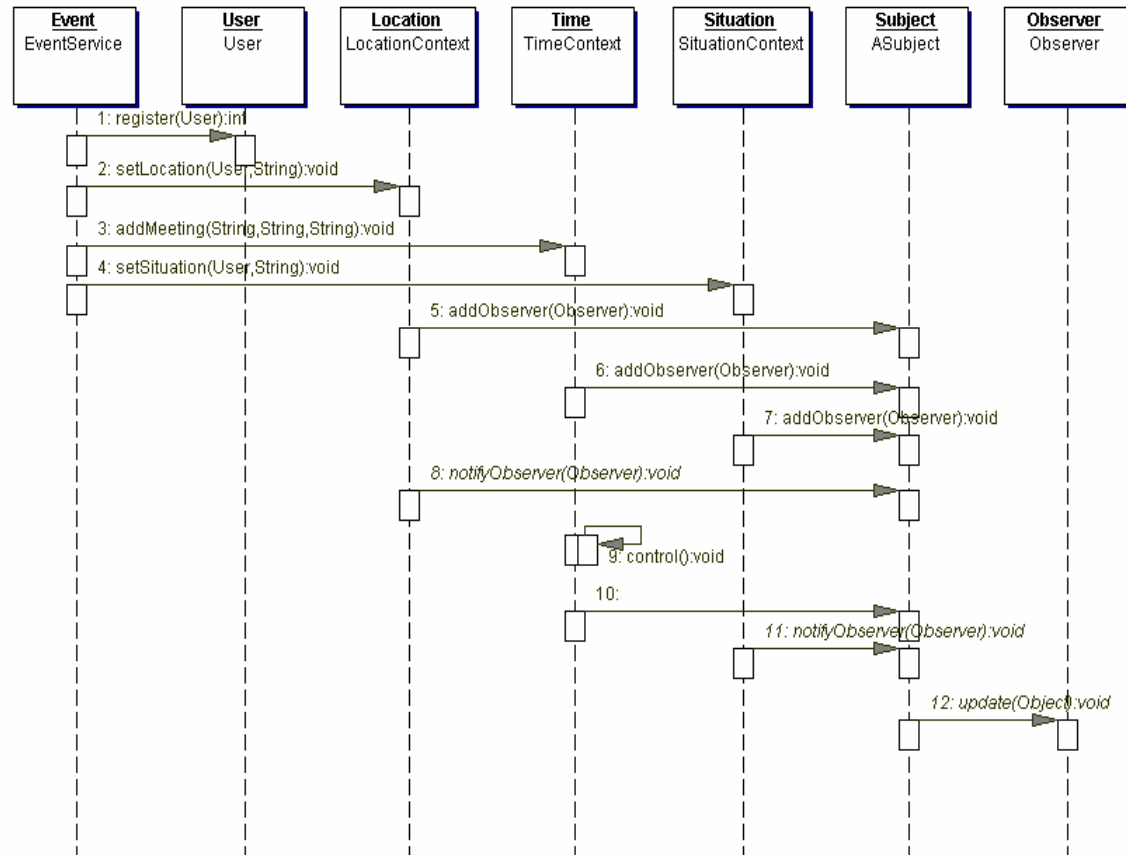 Event
EventService
User
User
Location
LocationContext
Time
TimeContext
Situation
SituationContext
Subject
ASubject
Observer
Observer
1: register(User):int
2: setLocation(User,String):void
3: addMeeting(String,String,String):void
4: setSituation(User,String):void
5: addObserver(Observer):void
6: addObserver(Observer):void
7: addObserver(Observer):void
8: notifyObserver(Observer):void
9: control():void
10:
11: notifyObserver(Observer):void
12: update(Object):void